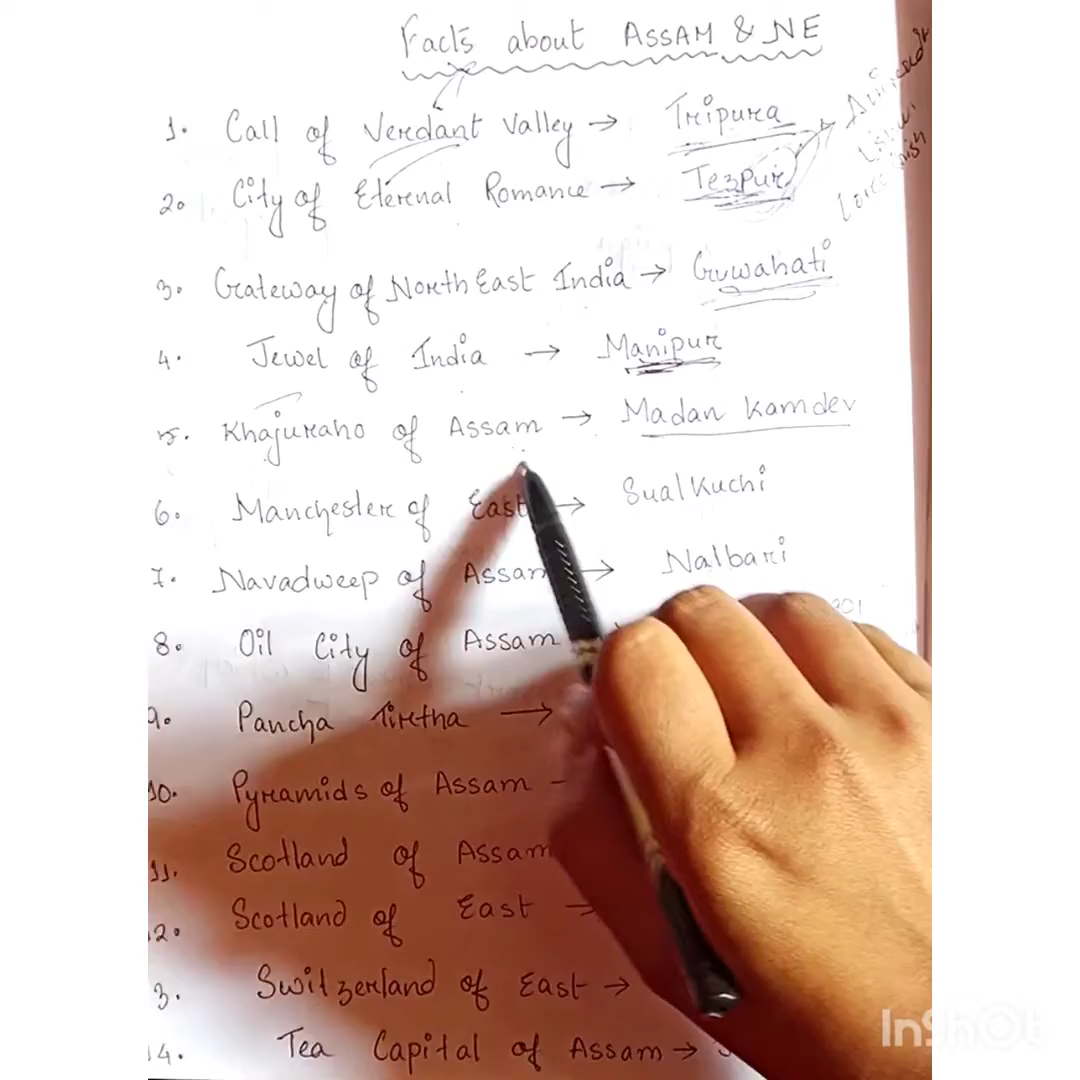 Facts about ASSAM & NE
1. Call of Verdant Valley → Tripura
2. City of Eternal Romance → Tezpur
3. Gateway of North East India → Guwahati
4. Jewel of India → Manipur
5. Khajuraho of Assam → Madan Kamdev
6. Manchester of East → Sualkuchi
7. Navadweep of Assam → Nalbari
8. Oil City of Assam
9. Pancha Tirtha →
10. Pyramids of Assam -
11. Scotland of Assam
2. Scotland of East →
3. Switzerland of East →
14. Tea Capital of Assam →
InShOt